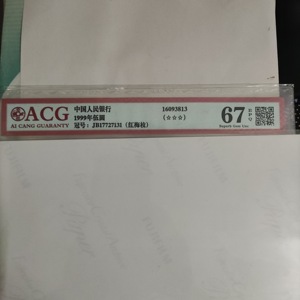 ACG
AI CANG GUARANTY
中国人民银行
1999年伍圆
冠号：JB17727131（红梅枝）
16093813
(☆☆☆)
67
EPQ
Superb Gem Unc